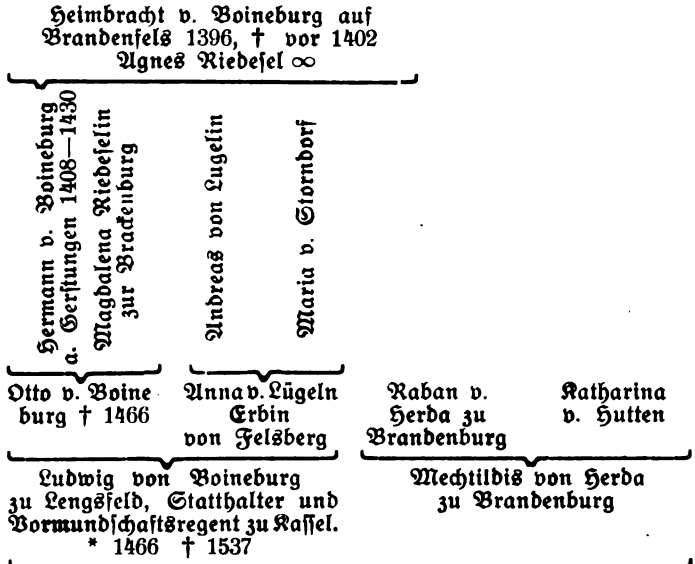 Heimbracht v. Boineburg auf
Brandenfels 1396, † vor 1402
Agnes Riedesel ∞
Hermann v. Boineburg
a. Gerstungen 1408—1430
Magdalena Riedeselin
zur Brackenburg
Andreas von Lugelin
Maria v. Storndorf
Otto v. Boine
burg † 1466
Anna v. Lügeln
Erbin
von Felsberg
Raban v.
Herda zu
Brandenburg
Katharina
v. Hutten
Ludwig von Boineburg
zu Lengsfeld, Statthalter und
Vormundschaftsregent zu Kassel.
* 1466 † 1537
Mechtildis von Herda
zu Brandenburg